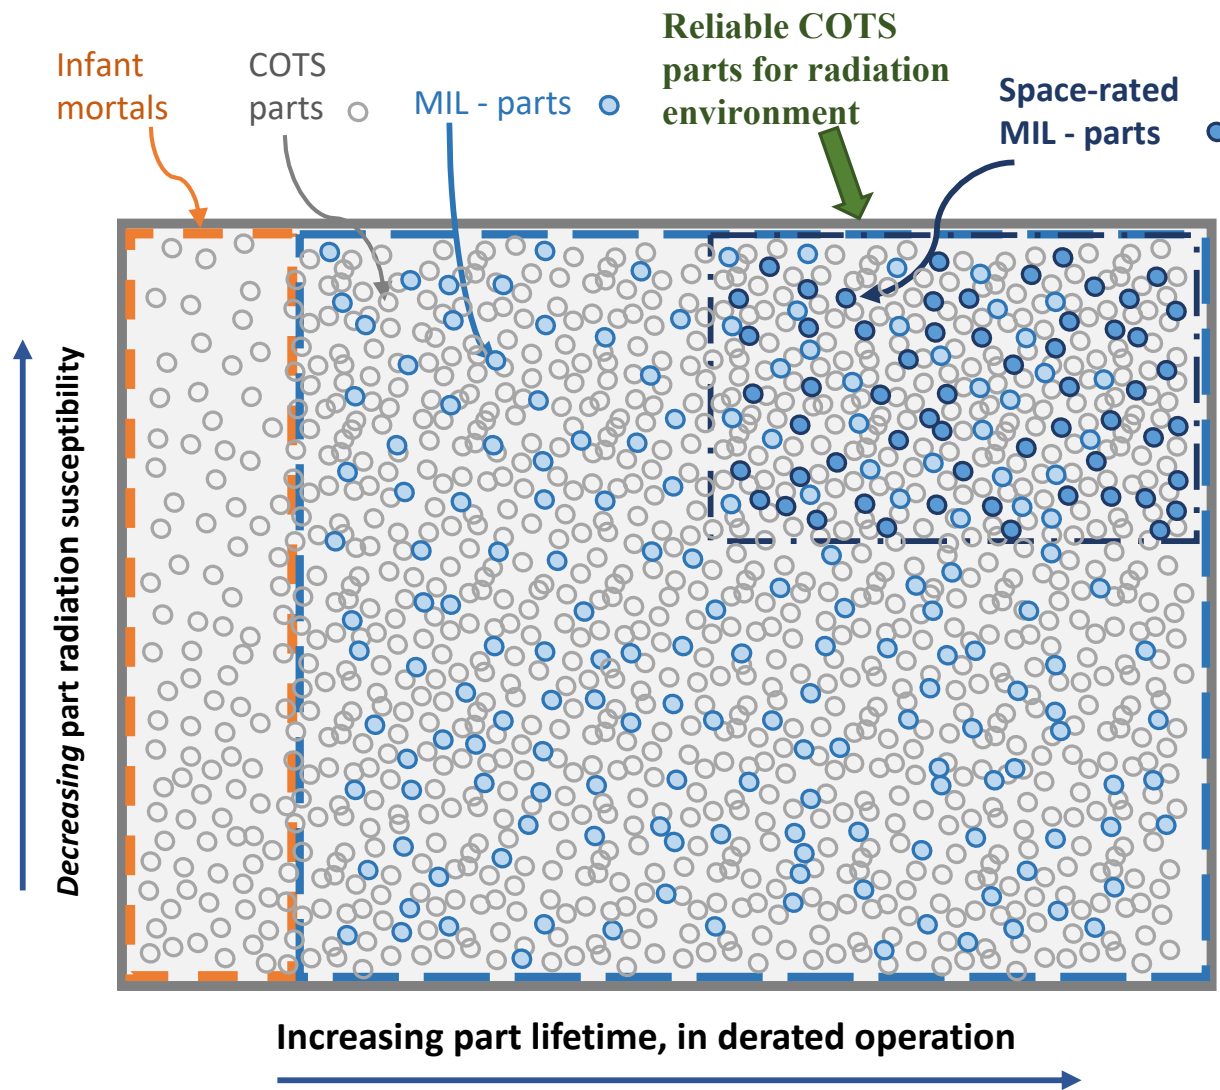 Infant
mortals
COTS
parts
MIL - parts
Reliable COTS
parts for radiation
environment
Space-rated
MIL - parts
Decreasing part radiation susceptibility
Increasing part lifetime, in derated operation